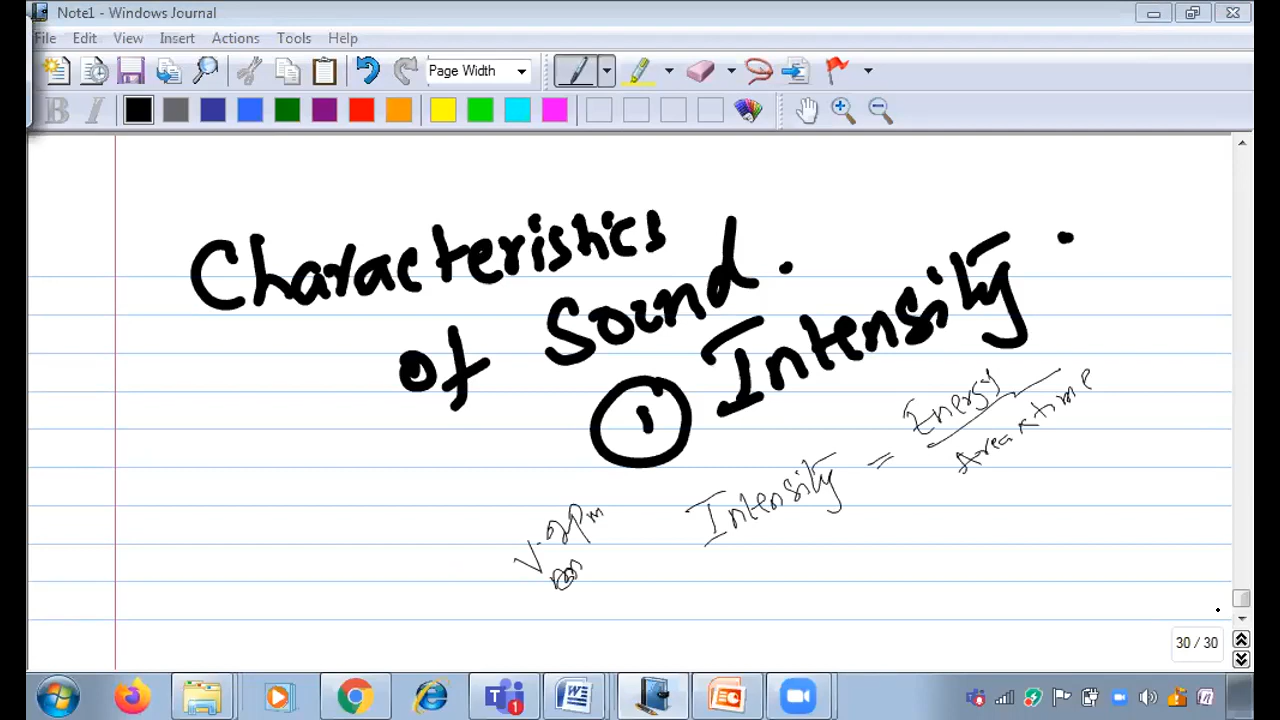 Note1 - Windows Journal
File Edit View Insert Actions Tools Help
Page Width
B I
Characteristics
of Sound.
1 Intensity.
Intensity = Energy
Area x time
30 / 30
1